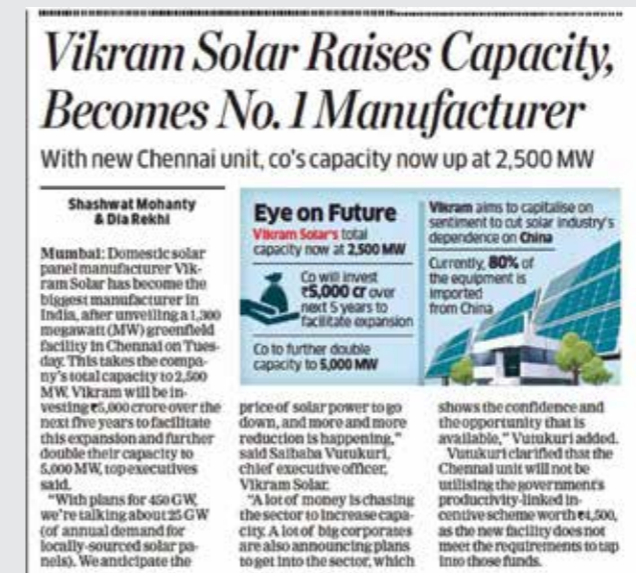 Vikram Solar Raises Capacity,
Becomes No. 1 Manufacturer
With new Chennai unit, co's capacity now up at 2,500 MW
Shashwat Mohanty
& Dia Rekhi
Mumbai: Domestic solar
panel manufacturer Vik-
ram Solar has become the
biggest manufacturer in
India, after unveiling a 1,300
megawatt (MW) greenfield
facility in Chennai on Tues-
day. This takes the compa-
ny's total capacity to 2,500
MW. Vikram will be in-
vesting ₹5,000 crore over the
next five years to facilitate
this expansion and further
double their capacity to
5,000 MW, top executives
said.
"With plans for 450 GW,
we're talking about 25 GW
(of annual demand for
locally-sourced solar pa-
nels). We anticipate the
Eye on Future
Vikram Solar's total
capacity now at 2,500 MW
Co will invest
₹5,000 cr over
next 5 years to
facilitate expansion
Co to further double
capacity to 5,000 MW
Vikram aims to capitalise on
sentiment to cut solar industry's
dependence on China
Currently, 80% of
the equipment is
imported
from China
price of solar power to go
down, and more and more
reduction is happening,"
said Saibaba Vutukuri,
chief executive officer,
Vikram Solar.
"A lot of money is chasing
the sector to increase capa-
city. A lot of big corporates
are also announcing plans
to get into the sector, which
shows the confidence and
the opportunity that is
available," Vutukuri added.
Vutukuri clarified that the
Chennai unit will not be
utilising the government's
productivity-linked in-
centive scheme worth ₹4,500,
as the new facility does not
meet the requirements to tap
into those funds.